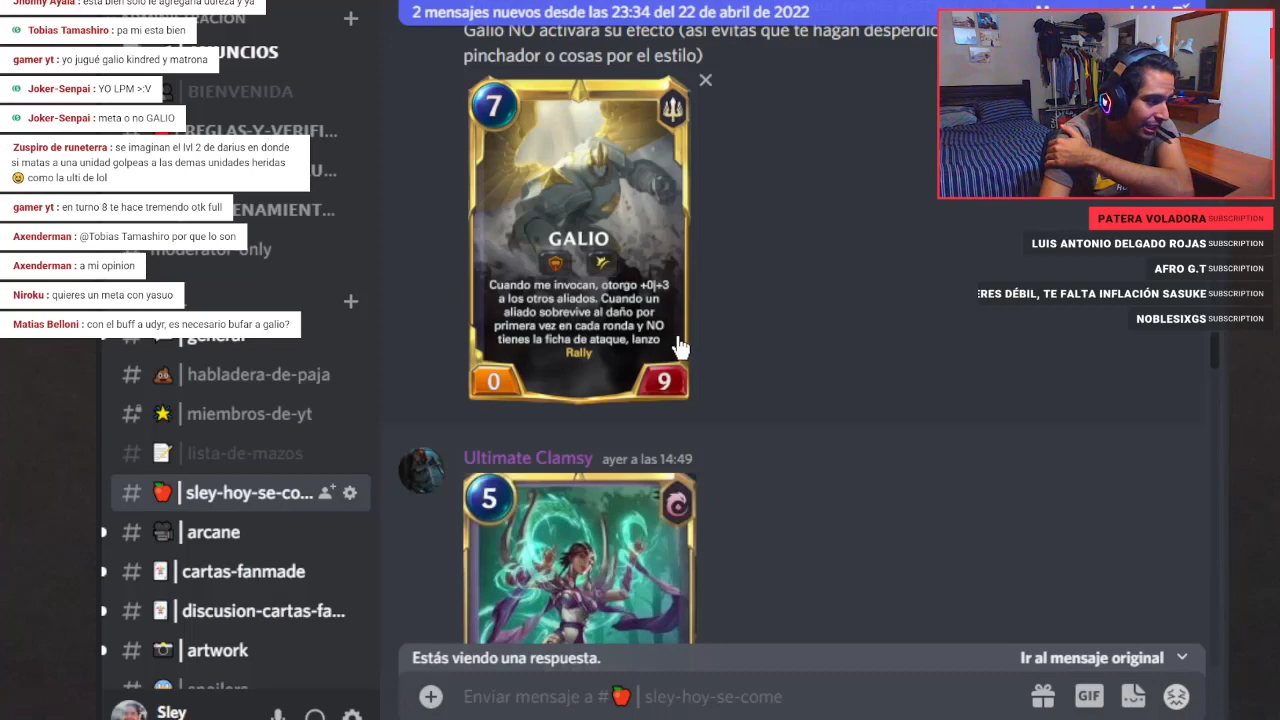 Jhonny Ayala : esta bien solo le agregaria dureza y ya
Tobias Tamashiro : pa mi esta bien
gamer yt : yo jugué galio kindred y matrona
Joker-Senpai : YO LPM >:V
Joker-Senpai : meta o no GALIO
Zuspiro de runeterra : se imaginan el lvl 2 de darius en donde
si matas a una unidad golpeas a las demas unidades heridas
como la ulti de lol
gamer yt : en turno 8 te hace tremendo otk full
Axenderman : @Tobias Tamashiro por que lo son
Axenderman : a mi opinion
Niroku : quieres un meta con yasuo
Matias Belloni : con el buff a udyr, es necesario bufar a galio?
BIENVENIDA
REGLAS-Y-VERIFI...
ENAMIENT...
moderator-only
general
# | habladera-de-paja
# | miembros-de-yt
# | lista-de-mazos
# | sley-hoy-se-co...
# | arcane
# | cartas-fanmade
# | discusion-cartas-fa...
# | artwork
# | spoilers
Sley
2 mensajes nuevos desde las 23:34 del 22 de abril de 2022
Galio NO activará su efecto (asi evitas que te hagan desperdic
pinchador o cosas por el estilo)
7
GALIO
Cuando me invocan, otorgo +0|+3
a los otros aliados. Cuando un
aliado sobrevive al daño por
primera vez en cada ronda y NO
tienes la ficha de ataque, lanzo
Rally
0
9
Ultimate Clamsy ayer a las 14:49
5
Estás viendo una respuesta.
Ir al mensaje original
Enviar mensaje a # | sley-hoy-se-come
GIF
PATERA VOLADORA SUBSCRIPTION
LUIS ANTONIO DELGADO ROJAS SUBSCRIPTION
AFRO G.T SUBSCRIPTION
ERES DÉBIL, TE FALTA INFLACIÓN SASUKE SUBSCRIPTION
NOBLESIXGS SUBSCRIPTION